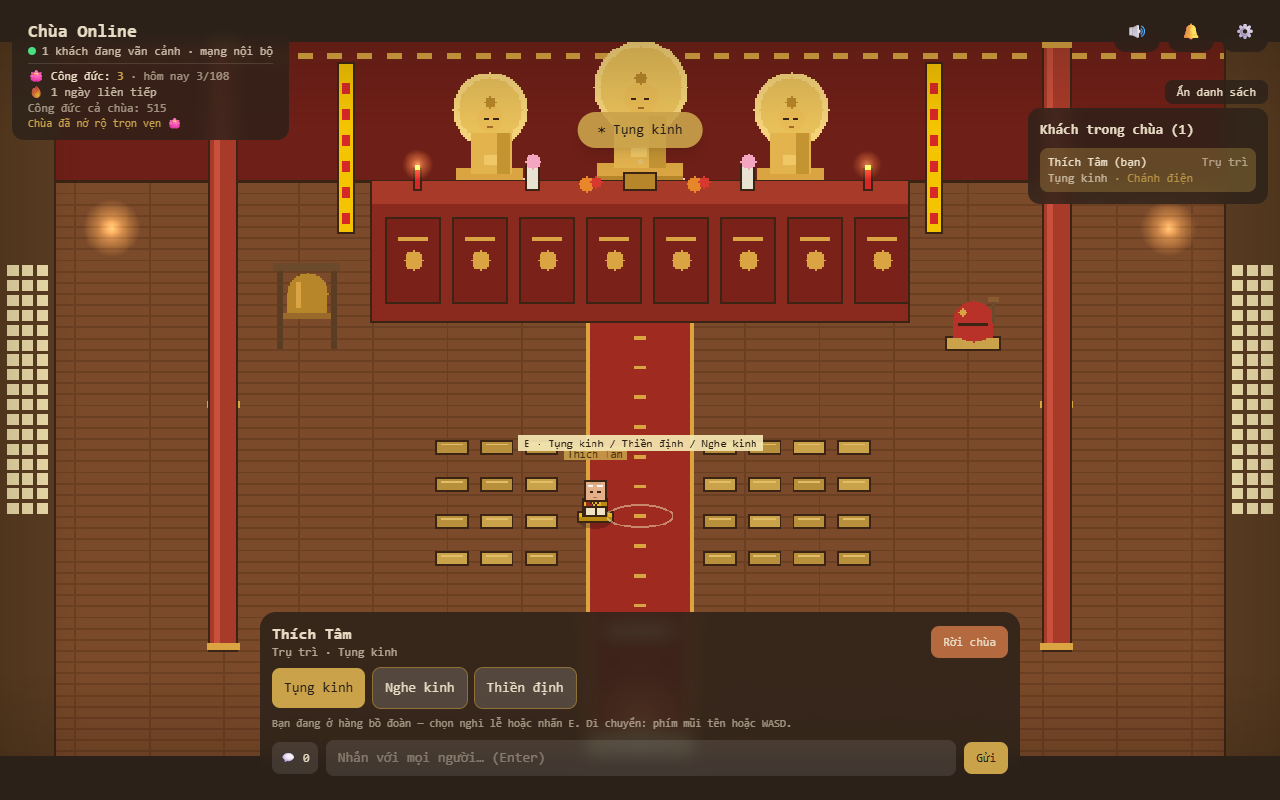 Chùa Online
1 khách đang vãn cảnh · mạng nội bộ
Công đức: 3 · hôm nay 3/108
1 ngày liên tiếp
Công đức cả chùa: 515
Chùa đã nở rộ trọn vẹn
Ẩn danh sách
Khách trong chùa (1)
Thích Tâm (bạn) Trụ trì
Tụng kinh · Chánh điện
* Tụng kinh
E · Tụng kinh / Thiền định / Nghe kinh
Thích Tâm
Thích Tâm
Trụ trì · Tụng kinh
Rời chùa
Tụng kinh Nghe kinh Thiền định
Bạn đang ở hàng bồ đoàn — chọn nghi lễ hoặc nhấn E. Di chuyển: phím mũi tên hoặc WASD.
0 Nhắn với mọi người… (Enter) Gửi